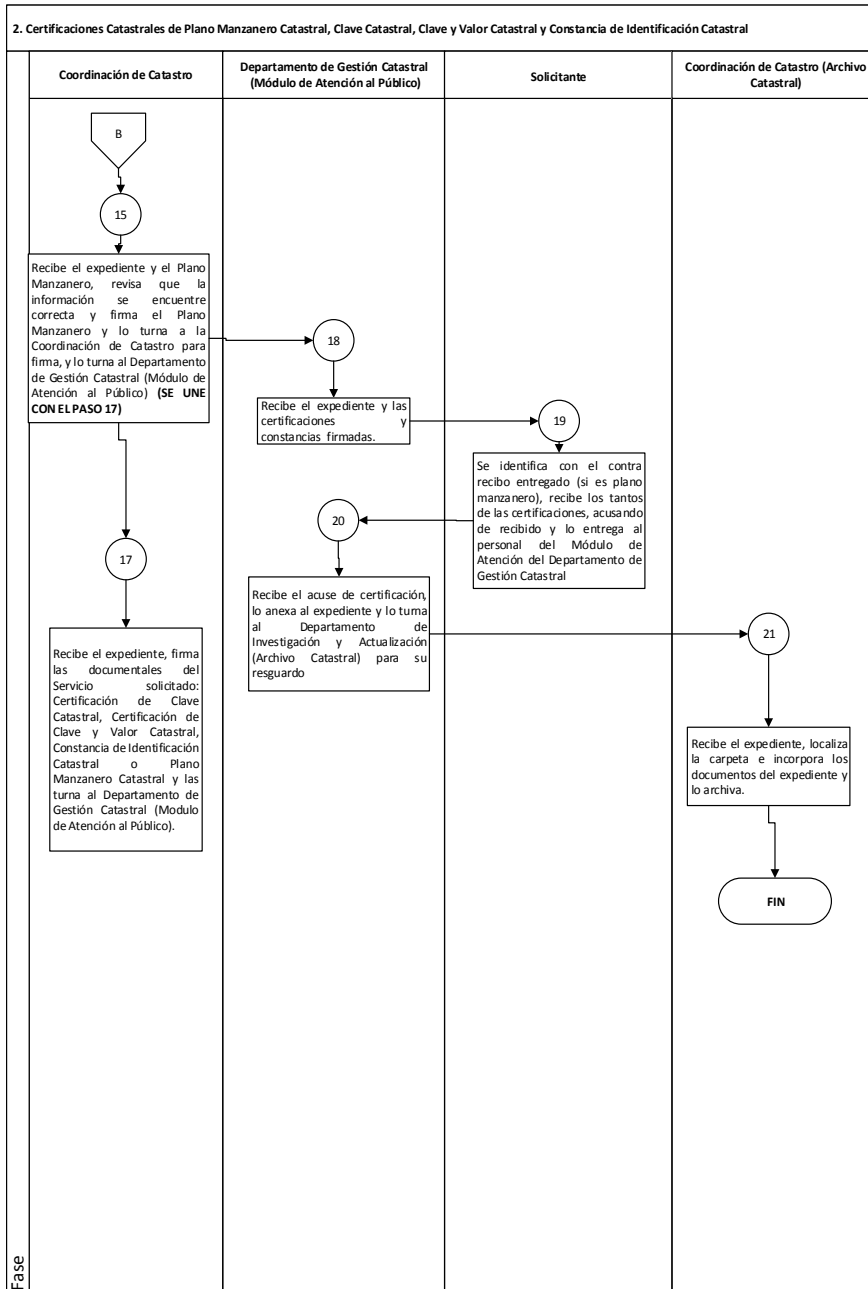 2. Certificaciones Catastrales de Plano Manzanero Catastral, Clave Catastral, Clave y Valor Catastral y Constancia de Identificación Catastral
Coordinación de Catastro
Departamento de Gestión Catastral
(Módulo de Atención al Público)
Solicitante
Coordinación de Catastro (Archivo
Catastral)
B
15
Recibe el expediente y el Plano
Manzanero, revisa que la
información se encuentre
correcta y firma el Plano
Manzanero y lo turna a la
Coordinación de Catastro para
firma, y lo turna al Departamento
de Gestión Catastral (Módulo de
Atención al Público) (SE UNE
CON EL PASO 17)
17
Recibe el expediente, firma
las documentales del
Servicio solicitado:
Certificación de Clave
Catastral, Certificación de
Clave y Valor Catastral,
Constancia de Identificación
Catastral o Plano
Manzanero Catastral y las
turna al Departamento de
Gestión Catastral (Modulo
de Atención al Público).
18
Recibe el expediente y las
certificaciones y
constancias firmadas.
19
Se identifica con el contra
recibo entregado (si es plano
manzanero), recibe los tantos
de las certificaciones, acusando
de recibido y lo entrega al
personal del Módulo de
Atención del Departamento de
Gestión Catastral
20
Recibe el acuse de certificación,
lo anexa al expediente y lo turna
al Departamento de
Investigación y Actualización
(Archivo Catastral) para su
resguardo
21
Recibe el expediente, localiza
la carpeta e incorpora los
documentos del expediente y
lo archiva.
FIN
Fase